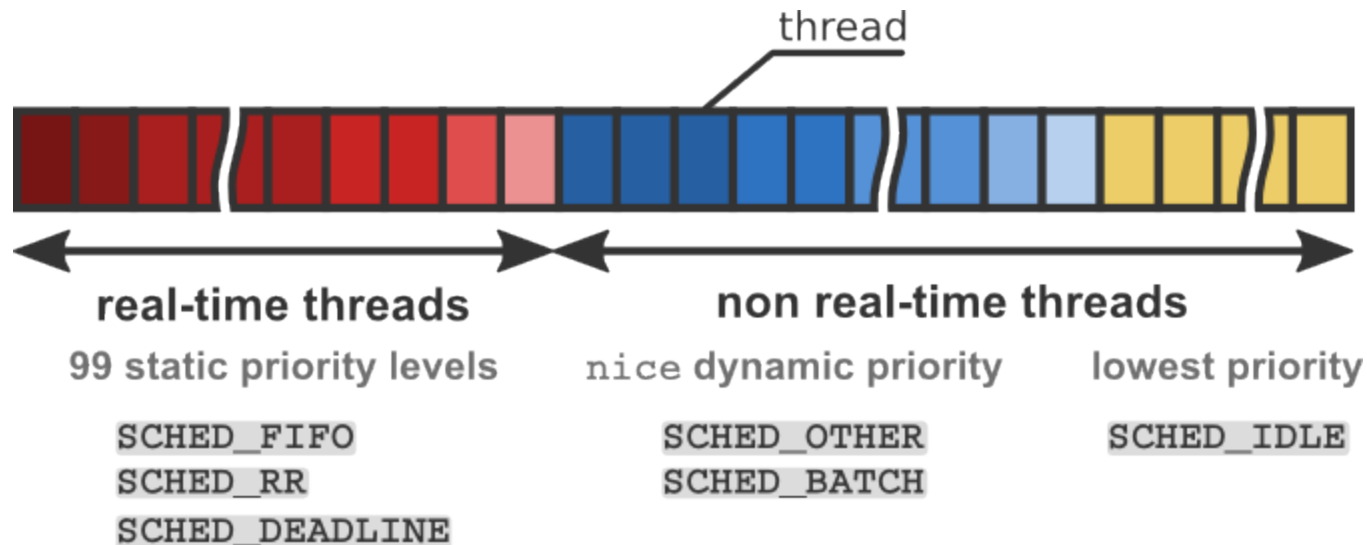 thread
real-time threads
non real-time threads
99 static priority levels
nice dynamic priority
lowest priority
SCHED_FIFO
SCHED_OTHER
SCHED_IDLE
SCHED_RR
SCHED_BATCH
SCHED_DEADLINE